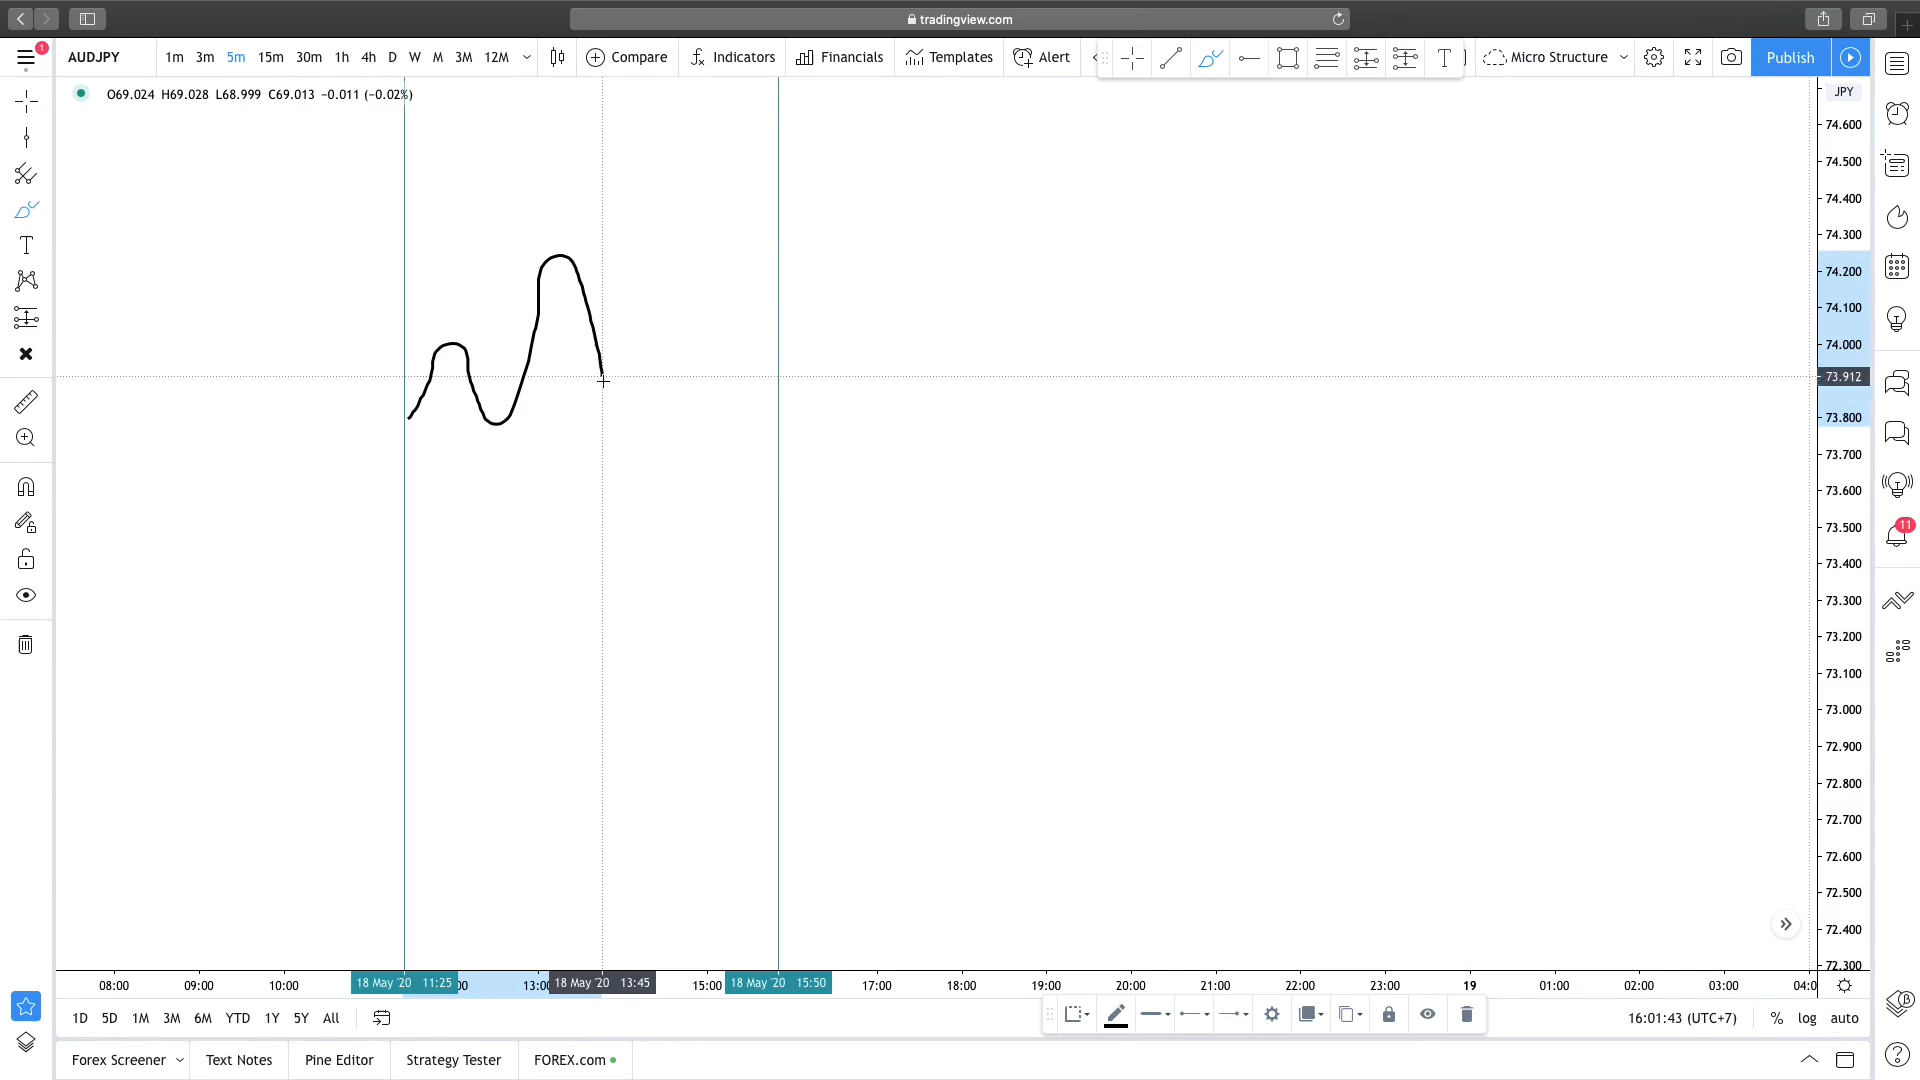 tradingview.com
1
AUDJPY
1m 3m 5m 15m 30m 1h 4h D W M 3M 12M
Compare
Indicators
Financials
Templates
Alert
T
Micro Structure
Publish
O69.024 H69.028 L68.999 C69.013 −0.011 (−0.02%)
JPY
74.600
74.500
74.400
74.300
74.200
74.100
74.000
73.912
73.800
73.700
73.600
73.500
73.400
73.300
73.200
73.100
73.000
72.900
72.800
72.700
72.600
72.500
72.400
72.300
11
08:00 09:00 10:00 18 May '20 11:25 13:0 18 May '20 13:45 15:00 18 May '20 15:50 17:00 18:00 19:00 20:00 21:00 22:00 23:00 19 01:00 02:00 03:00 04:0
1D 5D 1M 3M 6M YTD 1Y 5Y All
16:01:43 (UTC+7) % log auto
Forex Screener Text Notes Pine Editor Strategy Tester FOREX.com